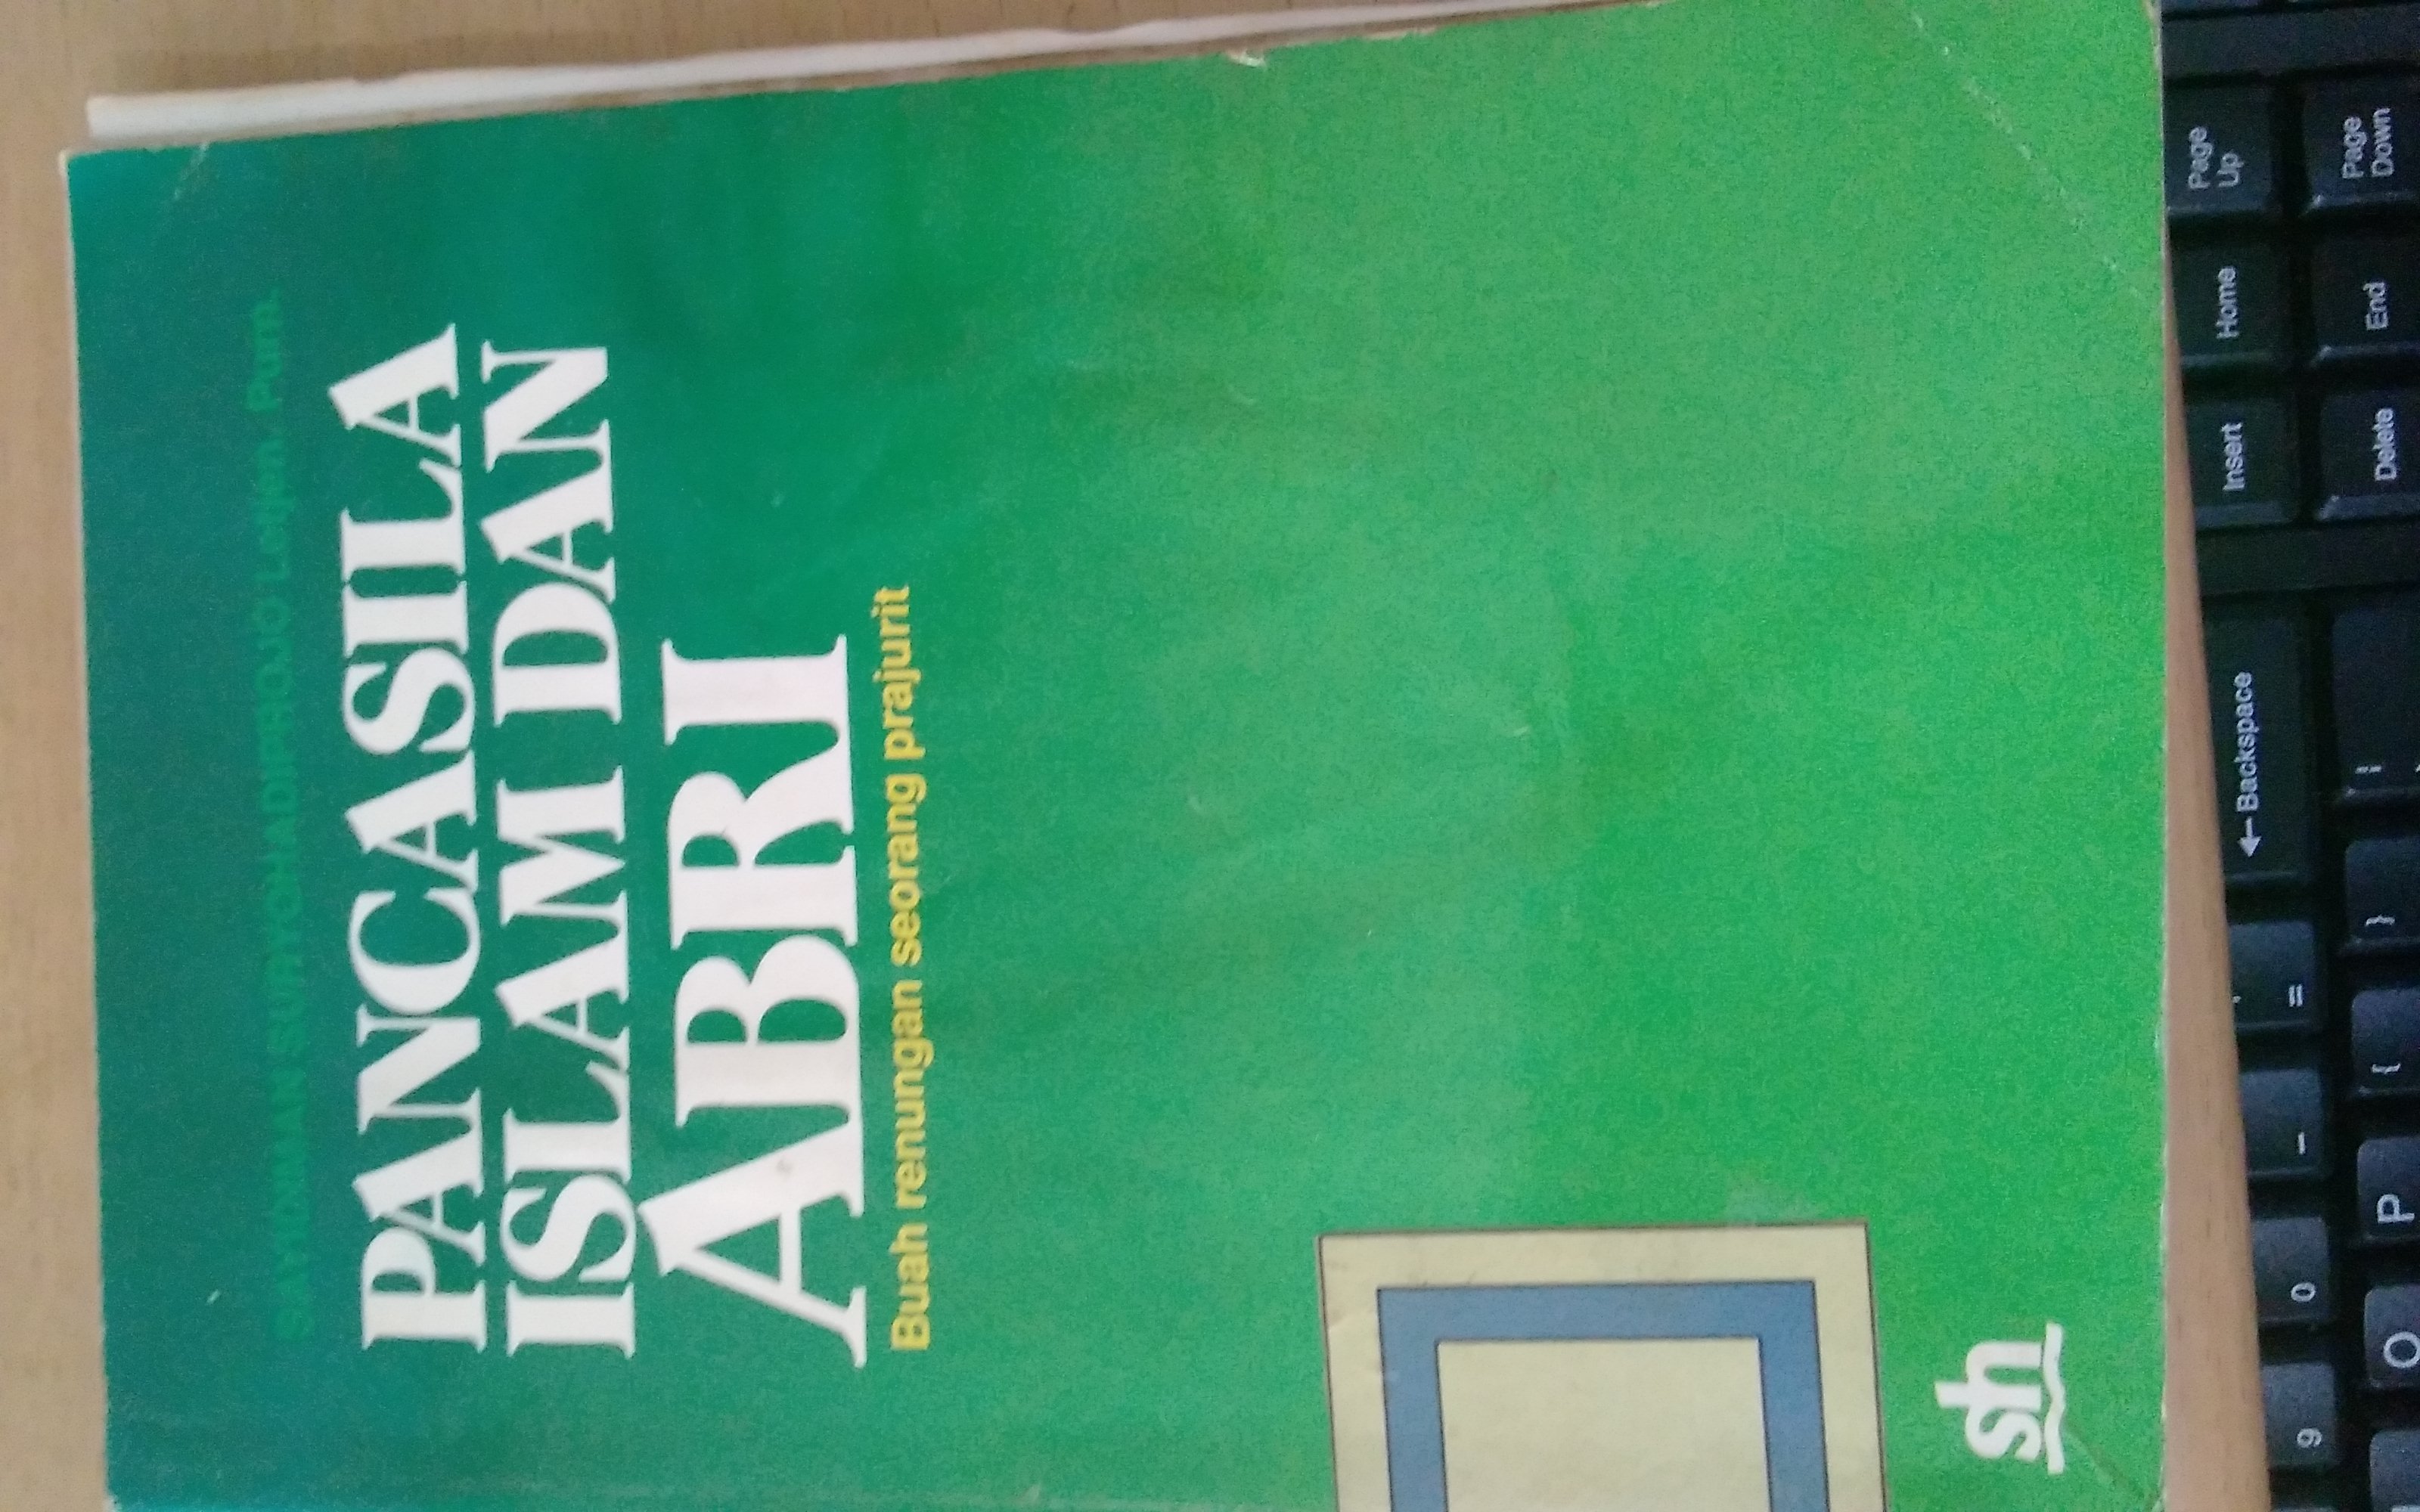 SAYIDIMAN SURYOHADIPROJO Letjen. Purn.
PANCASILA
ISLAM DAN
ABRI
Buah renungan seorang prajurit
sh
Page
Up
Page
Down
Home
End
Insert
Delete
Backspace
=
}
{
P
0
O
9